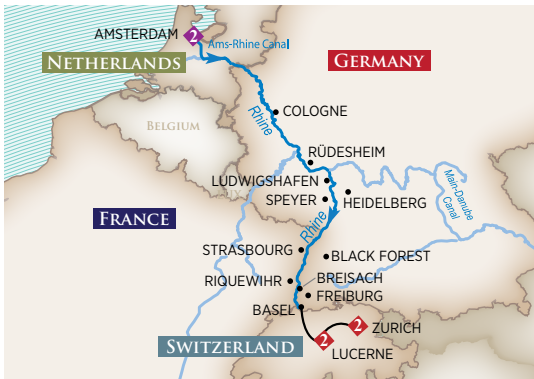 AMSTERDAM
2
Ams-Rhine Canal
NETHERLANDS
GERMANY
COLOGNE
Rhine
BELGIUM
RÜDESHEIM
LUDWIGSHAFEN
SPEYER
HEIDELBERG
Main-Danube
Canal
FRANCE
Rhine
STRASBOURG
BLACK FOREST
RIQUEWIHR
BREISACH
FREIBURG
BASEL
2
ZURICH
SWITZERLAND
2
LUCERNE